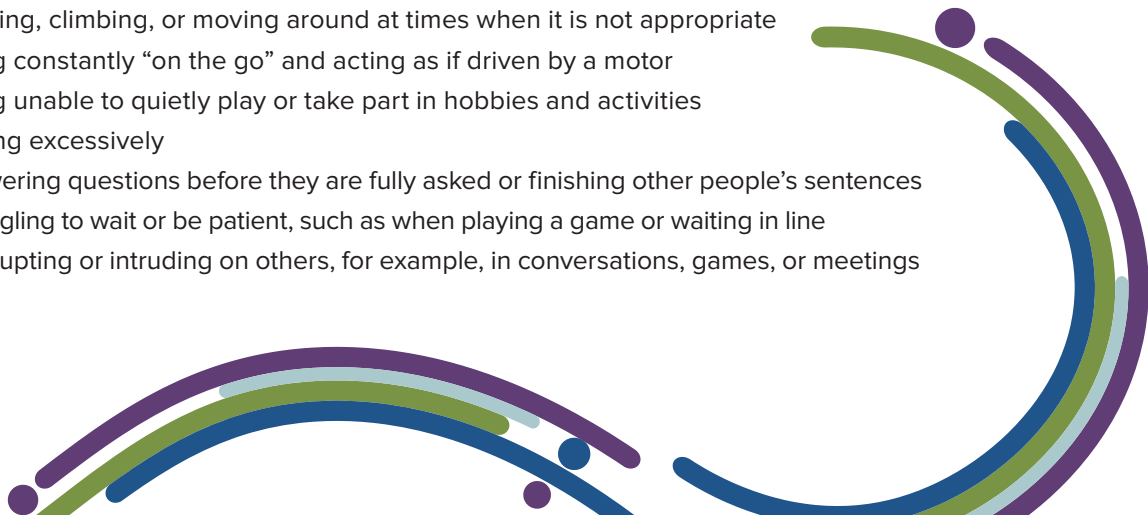 ing, climbing, or moving around at times when it is not appropriate
g constantly “on the go” and acting as if driven by a motor
g unable to quietly play or take part in hobbies and activities
ng excessively
ering questions before they are fully asked or finishing other people’s sentences
gling to wait or be patient, such as when playing a game or waiting in line
upting or intruding on others, for example, in conversations, games, or meetings